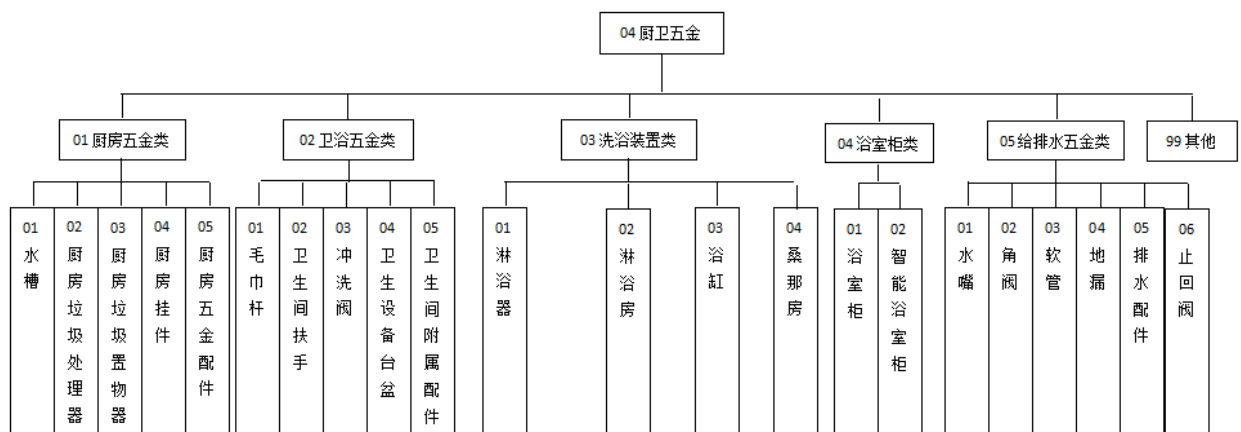 04 厨卫五金
01 厨房五金类
02 卫浴五金类
03 洗浴装置类
04 浴室柜类
05 给排水五金类
99 其他
01 水槽
02 厨房垃圾处理器
03 厨房垃圾置物器
04 厨房挂件
05 厨房五金配件
01 毛巾杆
02 卫生间扶手
03 冲洗阀
04 卫生设备台盆
05 卫生间附属配件
01 淋浴器
02 淋浴房
03 浴缸
04 桑那房
01 浴室柜
02 智能浴室柜
01 水嘴
02 角阀
03 软管
04 地漏
05 排水配件
06 止回阀